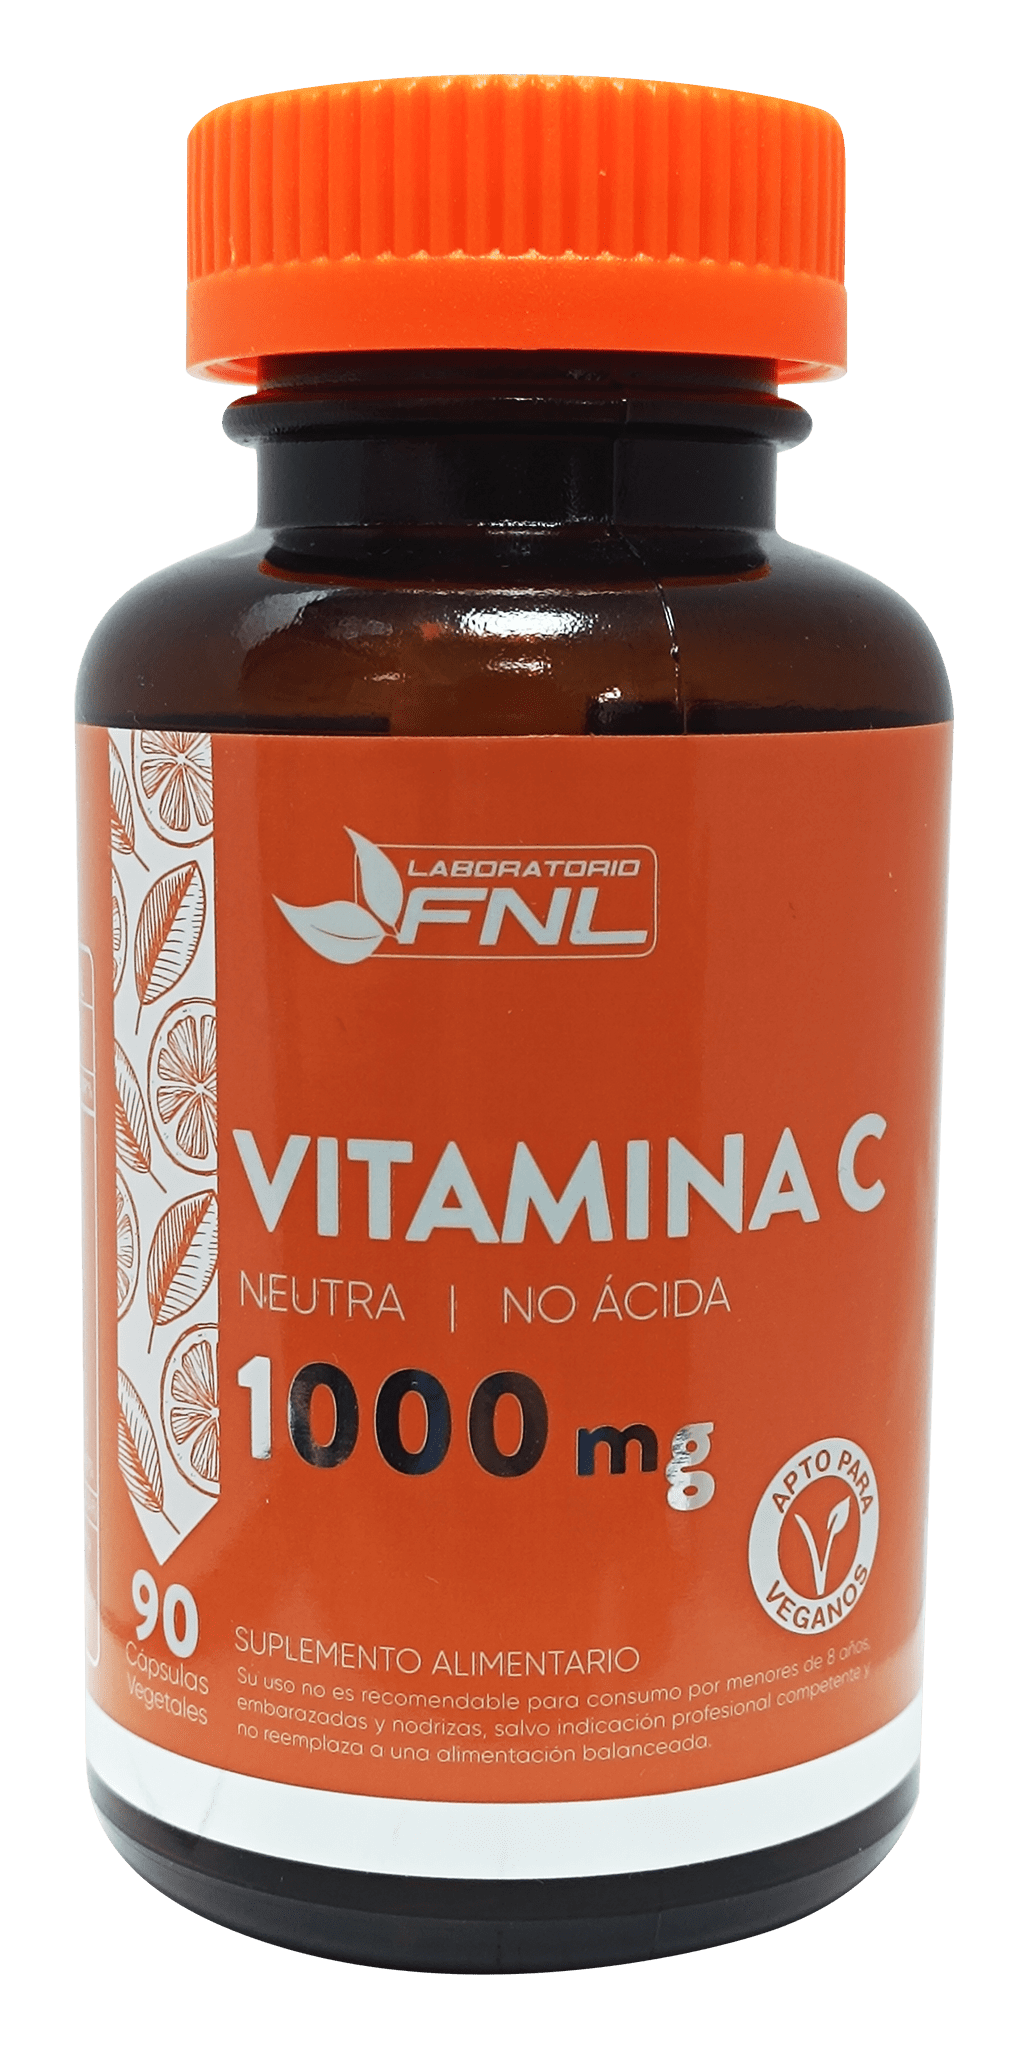 LABORATORIO
FNL
VITAMINA C
NEUTRA | NO ÁCIDA
1000 mg
APTO PARA
VEGANOS
90
Cápsulas
Vegetales
SUPLEMENTO ALIMENTARIO
Su uso no es recomendable para consumo por menores de 8 años,
embarazadas y nodrizas, salvo indicación profesional competente y
no reemplaza a una alimentación balanceada.